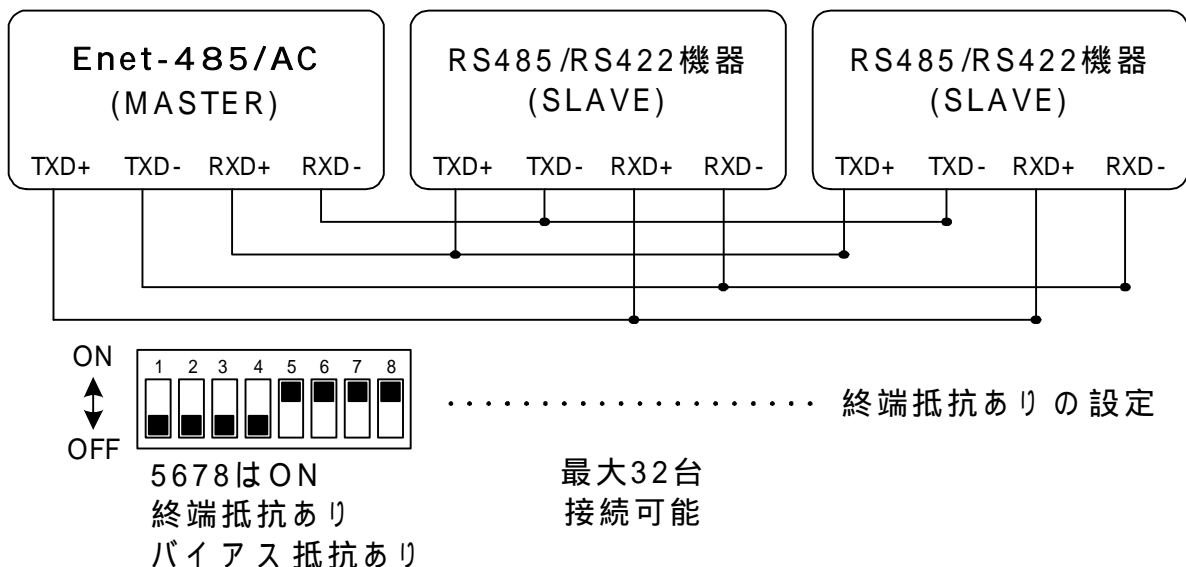 Enet-485/AC
(MASTER)
TXD+ TXD- RXD+ RXD-
RS485/RS422機器
(SLAVE)
TXD+ TXD- RXD+ RXD-
RS485/RS422機器
(SLAVE)
TXD+ TXD- RXD+ RXD-
ON
OFF
1 2 3 4 5 6 7 8
5678はON
終端抵抗あり
バイアス抵抗あり
最大32台
接続可能
・・・・・・・・・・・・・・・・・・・ 終端抵抗ありの設定